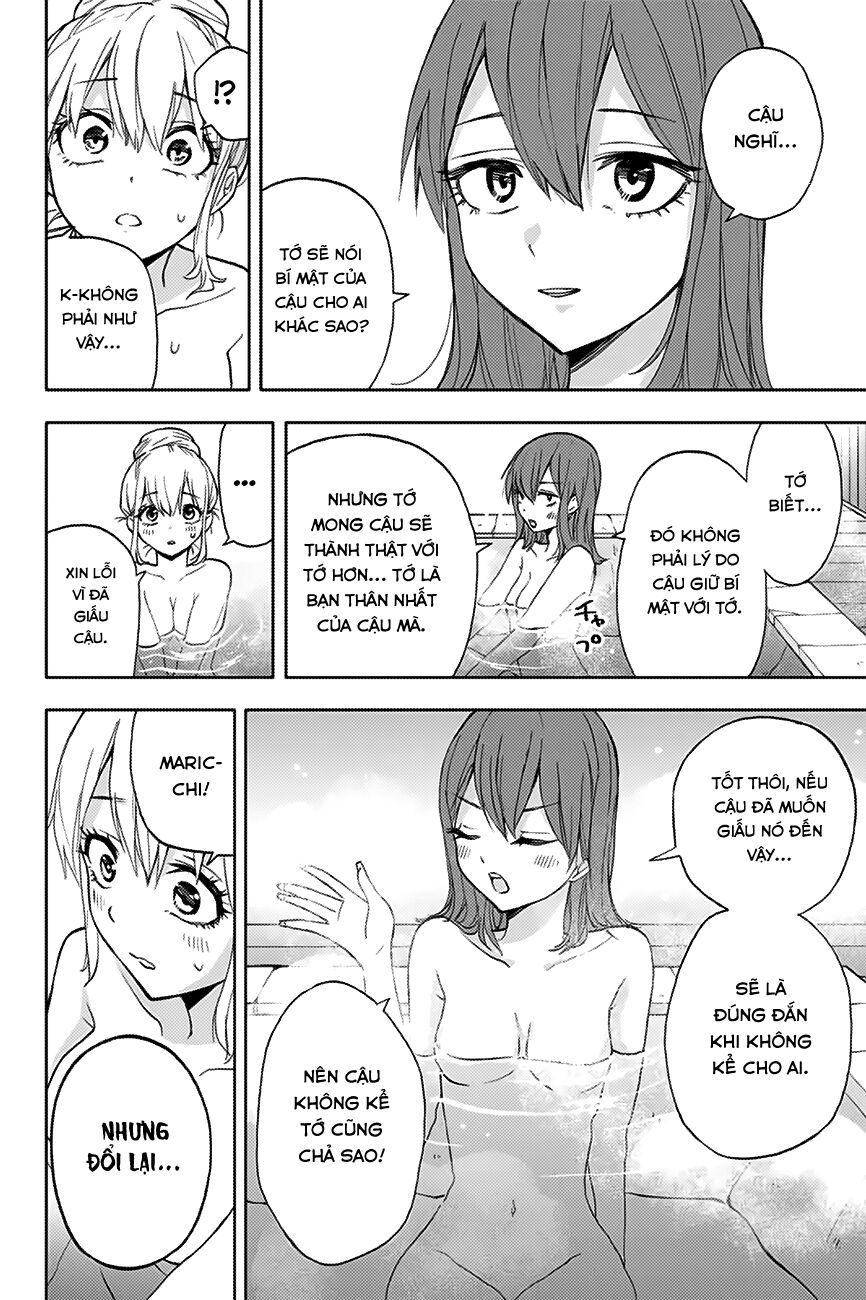 CẬU
NGHĨ...
TỚ SẼ NÓI
BÍ MẬT CỦA
CẬU CHO AI
KHÁC SAO?
!?
K-KHÔNG
PHẢI NHƯ
VẬY...
TỚ
BIẾT...
ĐÓ KHÔNG
PHẢI LÝ DO
CẬU GIỮ BÍ
MẬT VỚI TỚ.
NHƯNG TỚ
MONG CẬU SẼ
THÀNH THẬT VỚI
TỚ HƠN... TỚ LÀ
BẠN THÂN NHẤT
CỦA CẬU MÀ.
チャプ
...
XIN LỖI
VÌ ĐÃ
GIẤU
CẬU.
TỐT THÔI, NẾU
CẬU ĐÃ MUỐN
GIẤU NÓ ĐẾN
VẬY...
SẼ LÀ
ĐÚNG ĐẮN
KHI KHÔNG
KỂ CHO AI.
NÊN CẬU
KHÔNG KỂ
TỚ CŨNG
CHẢ SAO!
MARIC-
CHI!
NHƯNG
ĐỔI LẠI...